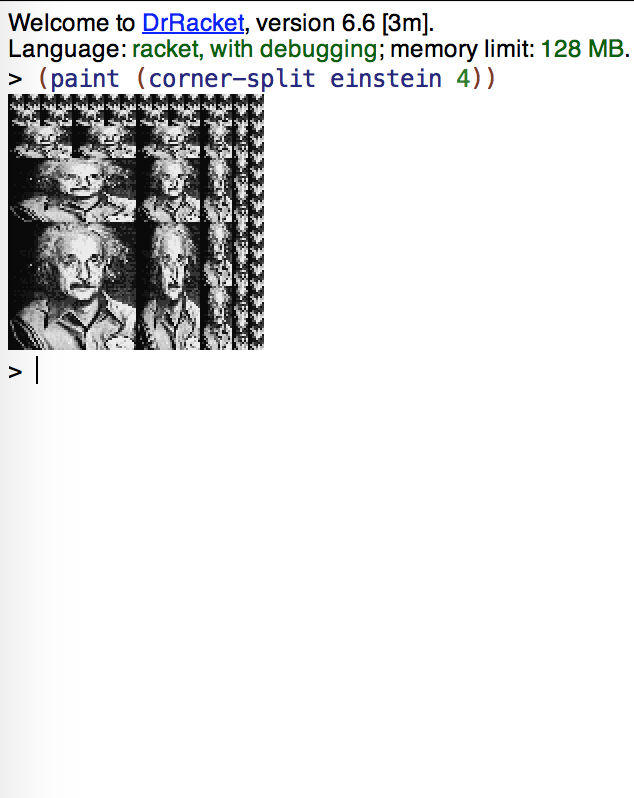 Welcome to DrRacket, version 6.6 [3m].
Language: racket, with debugging; memory limit: 128 MB.
> (paint (corner-split einstein 4))
>